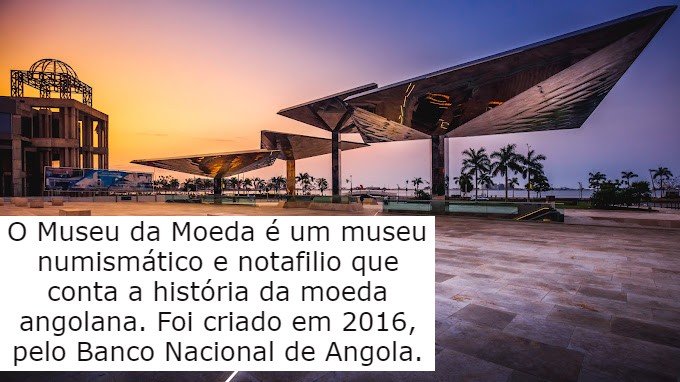 O Museu da Moeda é um museu
numismático e notafilio que
conta a história da moeda
angolana. Foi criado em 2016,
pelo Banco Nacional de Angola.